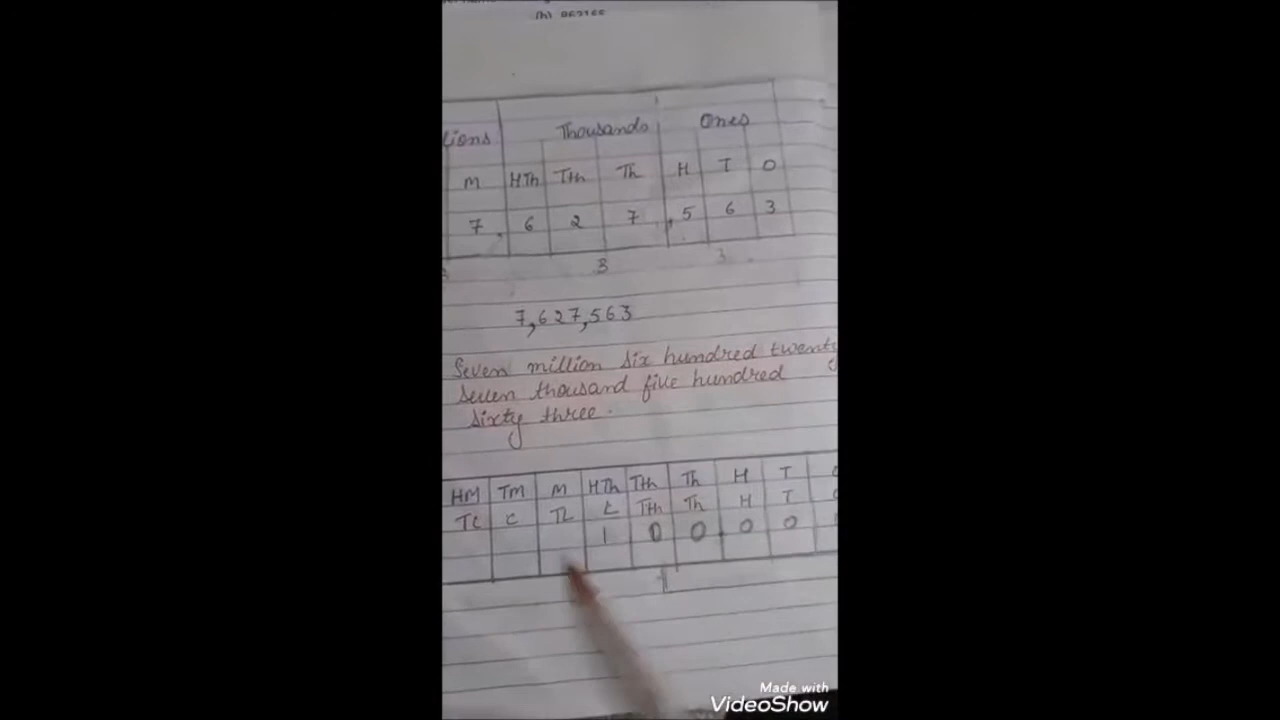 lions Thousands Ones
M HTh Tth Th H T O
7 , 6 2 7 , 5 6 3
3 3
7,627,563
Seven million six hundred twenty
seven thousand five hundred
sixty three.
HM TM M HTh Tth Th H T
TC C TL L Tth Th H T
1 0 0 0 0
Made with
VideoShow